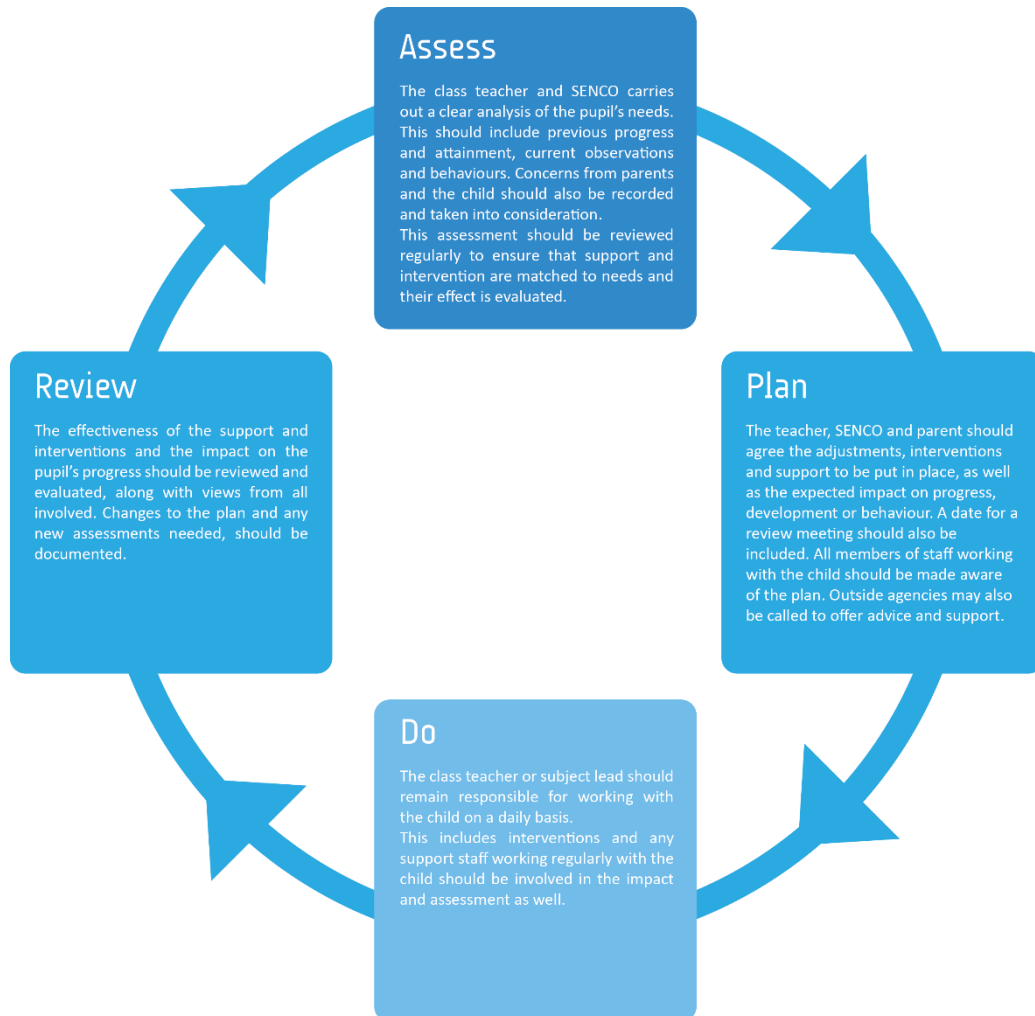 Assess
The class teacher and SENCO carries
out a clear analysis of the pupil's needs.
This should include previous progress
and attainment, current observations
and behaviours. Concerns from parents
and the child should also be recorded
and taken into consideration.
This assessment should be reviewed
regularly to ensure that support and
intervention are matched to needs and
their effect is evaluated.
Plan
The teacher, SENCO and parent should
agree the adjustments, interventions
and support to be put in place, as well
as the expected impact on progress,
development or behaviour. A date for a
review meeting should also be
included. All members of staff working
with the child should be made aware
of the plan. Outside agencies may also
be called to offer advice and support.
Do
The class teacher or subject lead should
remain responsible for working with
the child on a daily basis.
This includes interventions and any
support staff working regularly with the
child should be involved in the impact
and assessment as well.
Review
The effectiveness of the support and
interventions and the impact on the
pupil's progress should be reviewed and
evaluated, along with views from all
involved. Changes to the plan and any
new assessments needed, should be
documented.